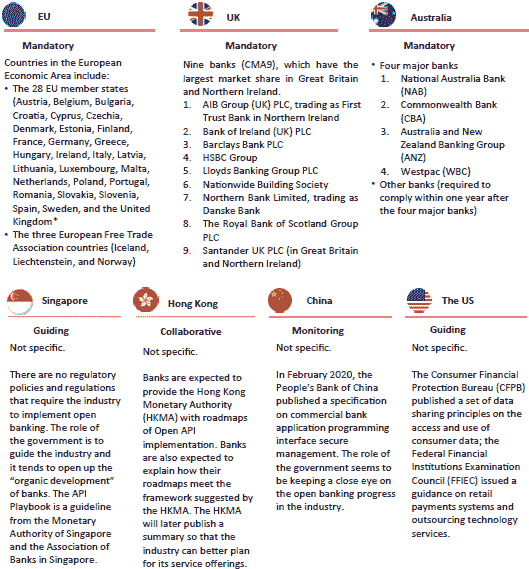 EU
Mandatory
Countries in the European
Economic Area include:
• The 28 EU member states
(Austria, Belgium, Bulgaria,
Croatia, Cyprus, Czechia,
Denmark, Estonia, Finland,
France, Germany, Greece,
Hungary, Ireland, Italy, Latvia,
Lithuania, Luxembourg, Malta,
Netherlands, Poland, Portugal,
Romania, Slovakia, Slovenia,
Spain, Sweden, and the United
Kingdom*
• The three European Free Trade
Association countries (Iceland,
Liechtenstein, and Norway)
UK
Mandatory
Nine banks (CMA9), which have the
largest market share in Great Britain
and Northern Ireland.
1. AIB Group (UK) PLC, trading as First
Trust Bank in Northern Ireland
2. Bank of Ireland (UK) PLC
3. Barclays Bank PLC
4. HSBC Group
5. Lloyds Banking Group PLC
6. Nationwide Building Society
7. Northern Bank Limited, trading as
Danske Bank
8. The Royal Bank of Scotland Group
PLC
9. Santander UK PLC (in Great Britain
and Northern Ireland)
Australia
Mandatory
• Four major banks
1. National Australia Bank
(NAB)
2. Commonwealth Bank
(CBA)
3. Australia and New
Zealand Banking Group
(ANZ)
4. Westpac (WBC)
• Other banks (required to
comply within one year after
the four major banks)
Singapore
Guiding
Not specific.
There are no regulatory
policies and regulations
that require the industry
to implement open
banking. The role of
the government is to
guide the industry and
it tends to open up the
“organic development”
of banks. The API
Playbook is a guideline
from the Monetary
Authority of Singapore
and the Association of
Banks in Singapore.
Hong Kong
Collaborative
Not specific.
Banks are expected to
provide the Hong Kong
Monetary Authority
(HKMA) with roadmaps
of Open API
implementation. Banks
are also expected to
explain how their
roadmaps meet the
framework suggested by
the HKMA. The HKMA
will later publish a
summary so that the
industry can better plan
for its service offerings.
China
Monitoring
Not specific.
In February 2020, the
People’s Bank of China
published a specification
on commercial bank
application programming
interface secure
management. The role of
the government seems to
be keeping a close eye on
the open banking progress
in the industry.
The US
Guiding
Not specific.
The Consumer Financial
Protection Bureau (CFPB)
published a set of data
sharing principles on the
access and use of
consumer data; the
Federal Financial
Institutions Examination
Council (FFIEC) issued a
guidance on retail
payments systems and
outsourcing technology
services.